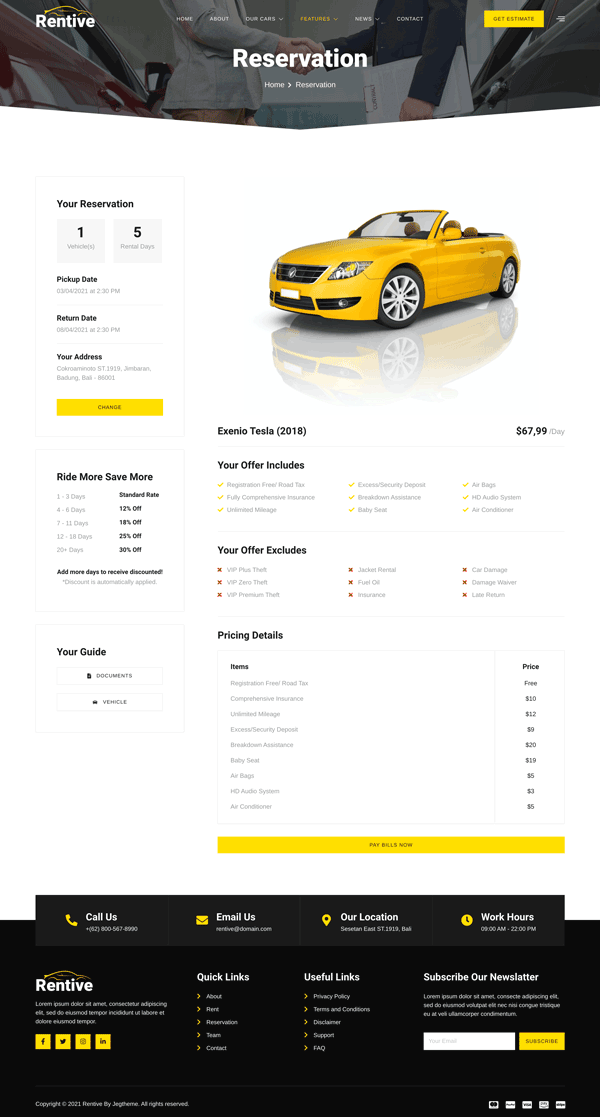 Rentive
HOME
ABOUT
OUR CARS
FEATURES
NEWS
CONTACT
GET ESTIMATE
Reservation
Home
Reservation
Your Reservation
1
Vehicle(s)
5
Rental Days
Pickup Date
03/04/2021 at 2:30 PM
Return Date
08/04/2021 at 2:30 PM
Your Address
Cokroaminoto ST.1919, Jimbaran,
Badung, Bali - 86001
CHANGE
Ride More Save More
1 - 3 Days Standard Rate
4 - 6 Days 12% Off
7 - 11 Days 18% Off
12 - 18 Days 25% Off
20+ Days 30% Off
Add more days to receive discounted!
*Discount is automatically applied.
Your Guide
DOCUMENTS
VEHICLE
Exenio Tesla (2018)
$67,99 /Day
Your Offer Includes
Registration Free/ Road Tax Excess/Security Deposit Air Bags
Fully Comprehensive Insurance Breakdown Assistance HD Audio System
Unlimited Mileage Baby Seat Air Conditioner
Your Offer Excludes
VIP Plus Theft Jacket Rental Car Damage
VIP Zero Theft Fuel Oil Damage Waiver
VIP Premium Theft Insurance Late Return
Pricing Details
Items Price
Registration Free/ Road Tax Free
Comprehensive Insurance $10
Unlimited Mileage $12
Excess/Security Deposit $9
Breakdown Assistance $20
Baby Seat $19
Air Bags $5
HD Audio System $3
Air Conditioner $5
PAY BILLS NOW
Call Us
+(62) 800-567-8990
Email Us
rentive@domain.com
Our Location
Sesetan East ST.1919, Bali
Work Hours
09:00 AM - 22:00 PM
Rentive
Lorem ipsum dolor sit amet, consectetur adipiscing
elit, sed do eiusmod tempor incididunt ut labore et
dolore eiusmod tempor.
Quick Links
About
Rent
Reservation
Team
Contact
Useful Links
Privacy Policy
Terms and Conditions
Disclaimer
Support
FAQ
Subscribe Our Newsletter
Lorem ipsum dolor sit amet, consecte adipiscing elit,
sed do eiusmod volutpat elit nec nisi congue tristique
eu at veli ullamcorper condimentum.
Your Email
SUBSCRIBE
Copyright © 2021 Rentive By Jegtheme. All rights reserved.